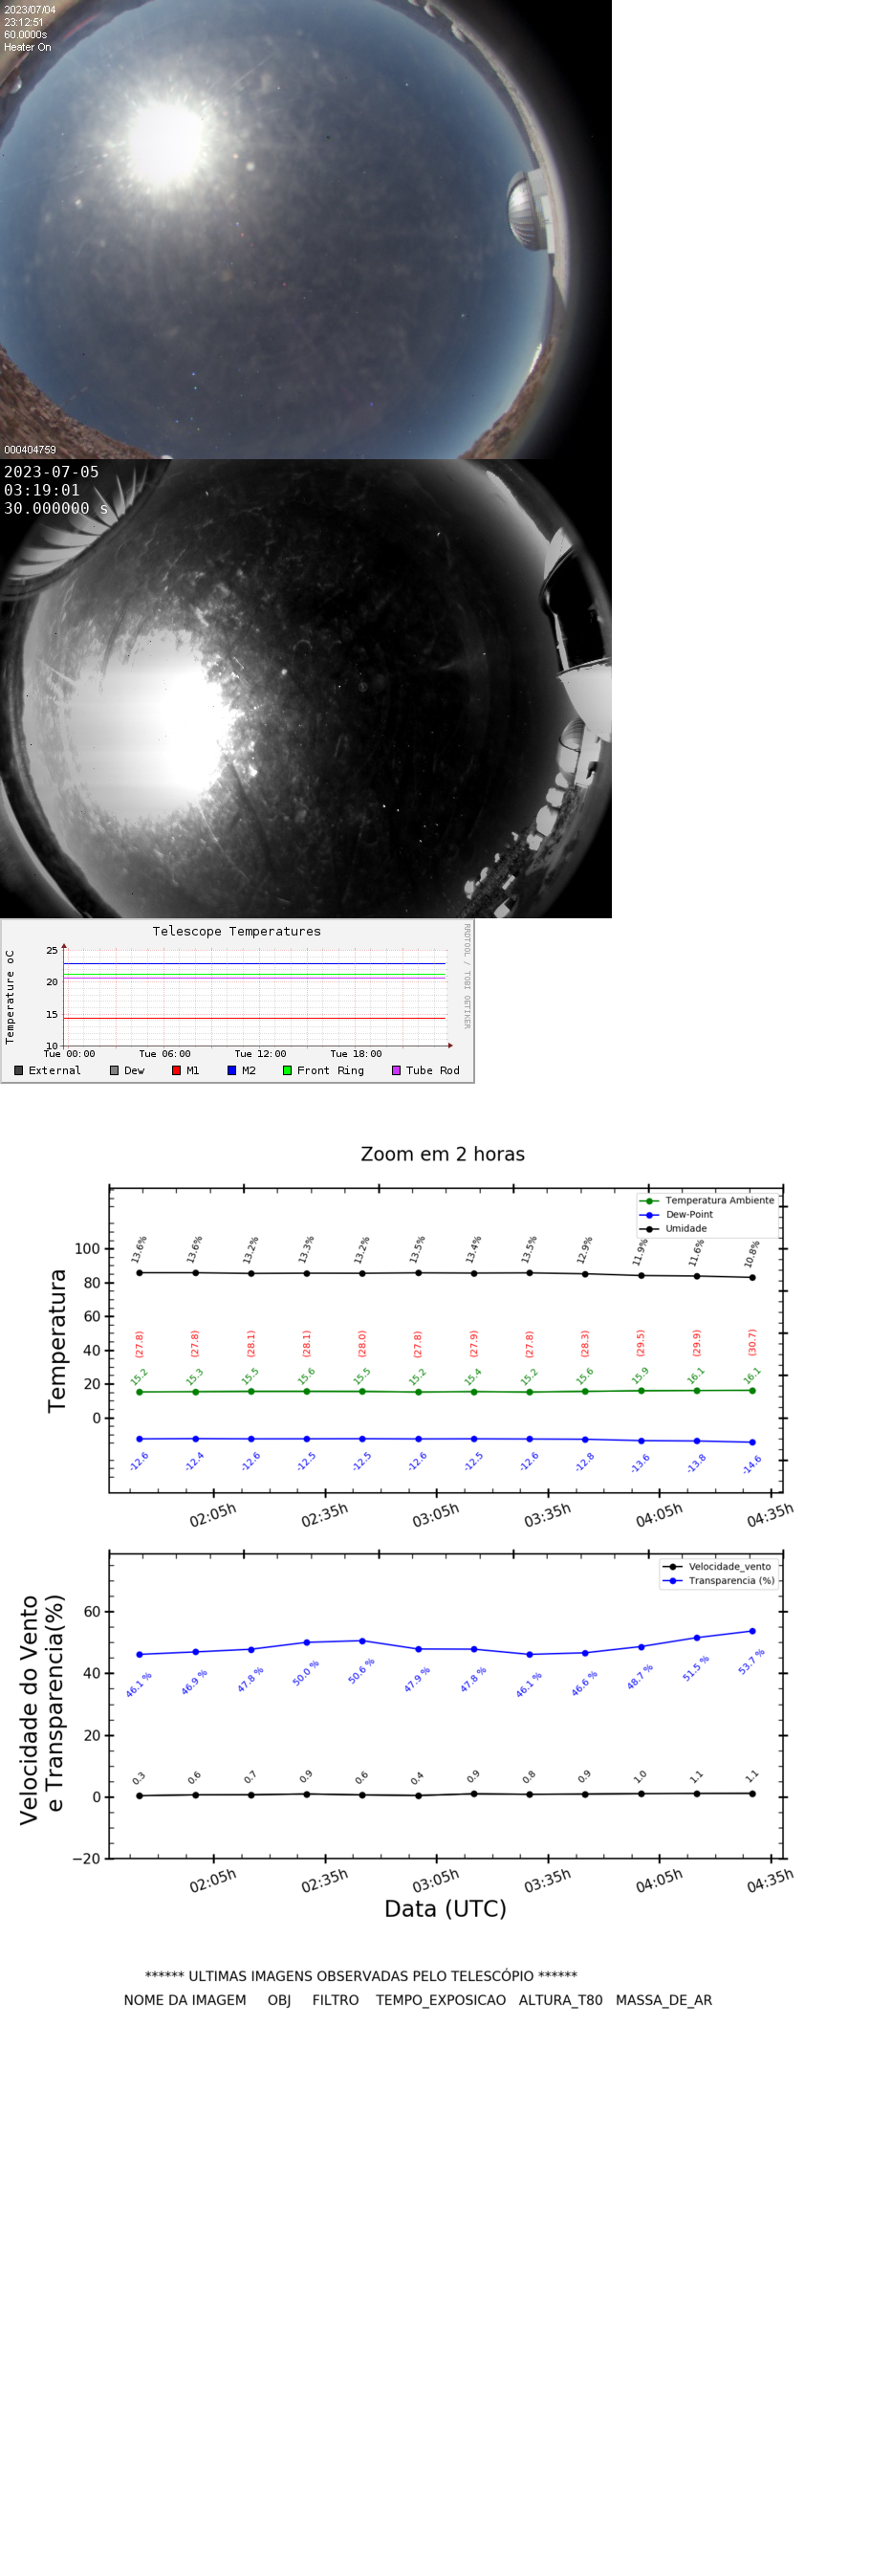 2023/07/04
23:12:51
60.0000s
Heater On
000404759
2023-07-05
03:19:01
30.000000 s
Telescope Temperatures
RRDTOOL / TOBI OETIKER
Temperature oC
25
20
15
10
Tue 00:00 Tue 06:00 Tue 12:00 Tue 18:00
External Dew M1 M2 Front Ring Tube Rod
Zoom em 2 horas
Temperatura Ambiente
Dew-Point
Umidade
Temperatura
100
80
60
40
20
0
13.6% 13.6% 13.2% 13.3% 13.2% 13.5% 13.4% 13.5% 12.9% 11.9% 11.6% 10.8%
(27.8) (27.8) (28.1) (28.1) (28.0) (27.8) (27.9) (27.8) (28.3) (29.5) (29.9) (30.7)
15.2 15.3 15.5 15.6 15.5 15.2 15.4 15.2 15.6 15.9 16.1 16.1
-12.6 -12.4 -12.6 -12.5 -12.5 -12.6 -12.5 -12.6 -12.8 -13.6 -13.8 -14.6
02:05h 02:35h 03:05h 03:35h 04:05h 04:35h
Velocidade_vento
Transparencia (%)
Velocidade do Vento
e Transparencia(%)
60
40
20
0
−20
46.1 % 46.9 % 47.8 % 50.0 % 50.6 % 47.9 % 47.8 % 46.1 % 46.6 % 48.7 % 51.5 % 53.7 %
0.3 0.6 0.7 0.9 0.6 0.4 0.9 0.8 0.9 1.0 1.1 1.1
02:05h 02:35h 03:05h 03:35h 04:05h 04:35h
Data (UTC)
****** ULTIMAS IMAGENS OBSERVADAS PELO TELESCÓPIO ******
NOME DA IMAGEM OBJ FILTRO TEMPO_EXPOSICAO ALTURA_T80 MASSA_DE_AR